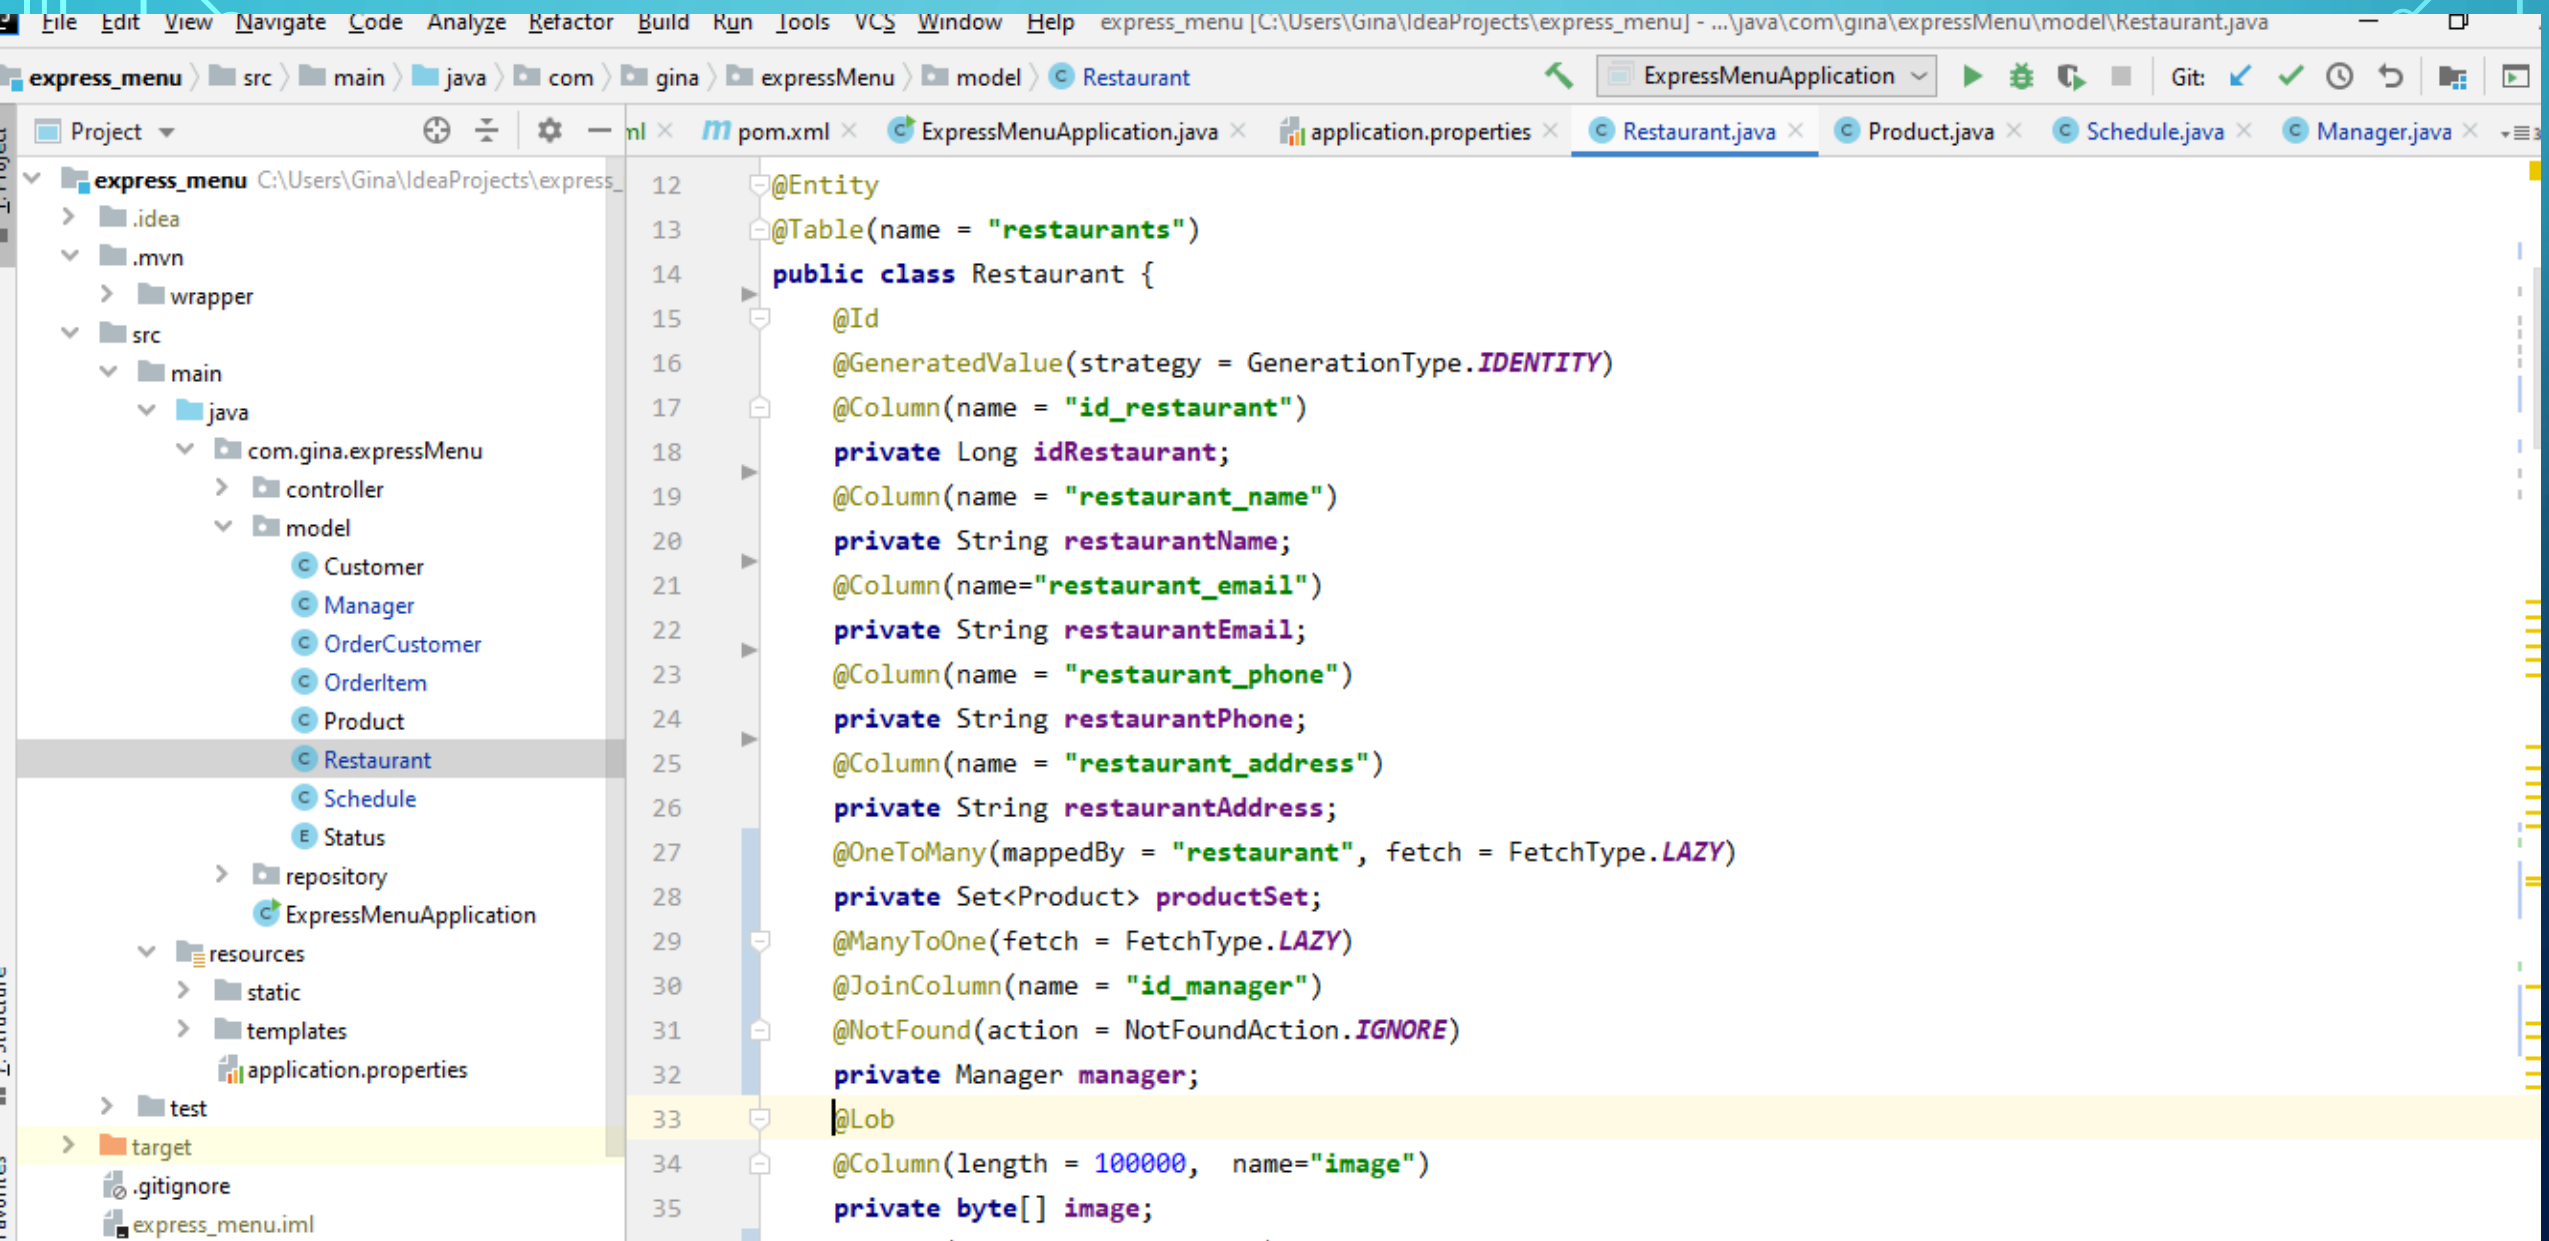 File Edit View Navigate Code Analyze Refactor Build Run Tools VCS Window Help express_menu [C:\Users\Gina\IdeaProjects\express_menu] - ...\java\com\gina\expressMenu\model\Restaurant.java
express_menu src main java com gina expressMenu model Restaurant ExpressMenuApplication Git:
Project ml pom.xml ExpressMenuApplication.java application.properties Restaurant.java Product.java Schedule.java Manager.java
express_menu C:\Users\Gina\IdeaProjects\express_
.idea
.mvn
wrapper
src
main
java
com.gina.expressMenu
controller
model
Customer
Manager
OrderCustomer
OrderItem
Product
Restaurant
Schedule
Status
repository
ExpressMenuApplication
resources
static
templates
application.properties
test
target
.gitignore
express_menu.iml
12 @Entity
13 @Table(name = "restaurants")
14 public class Restaurant {
15 @Id
16 @GeneratedValue(strategy = GenerationType.IDENTITY)
17 @Column(name = "id_restaurant")
18 private Long idRestaurant;
19 @Column(name = "restaurant_name")
20 private String restaurantName;
21 @Column(name="restaurant_email")
22 private String restaurantEmail;
23 @Column(name = "restaurant_phone")
24 private String restaurantPhone;
25 @Column(name = "restaurant_address")
26 private String restaurantAddress;
27 @OneToMany(mappedBy = "restaurant", fetch = FetchType.LAZY)
28 private Set<Product> productSet;
29 @ManyToOne(fetch = FetchType.LAZY)
30 @JoinColumn(name = "id_manager")
31 @NotFound(action = NotFoundAction.IGNORE)
32 private Manager manager;
33 @Lob
34 @Column(length = 100000, name="image")
35 private byte[] image;